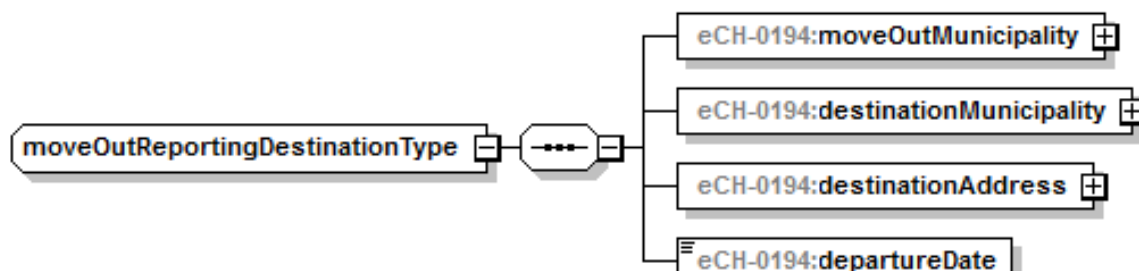 eCH-0194:moveOutMunicipality
eCH-0194:destinationMunicipality
moveOutReportingDestinationType
eCH-0194:destinationAddress
eCH-0194:departureDate